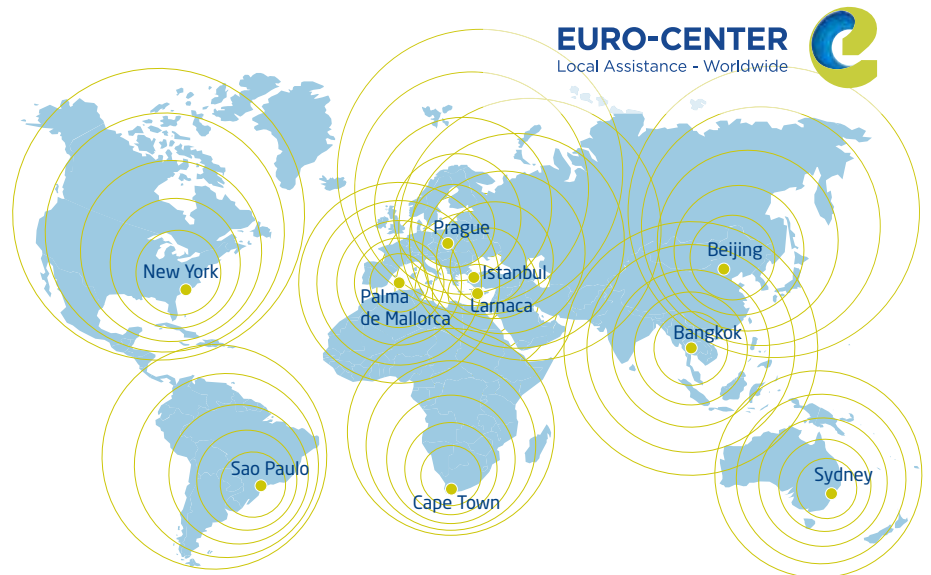 EURO-CENTER
Local Assistance - Worldwide
Prague
Beijing
New York
Istanbul
Palma
de Mallorca
Larnaca
Bangkok
Sao Paulo
Cape Town
Sydney